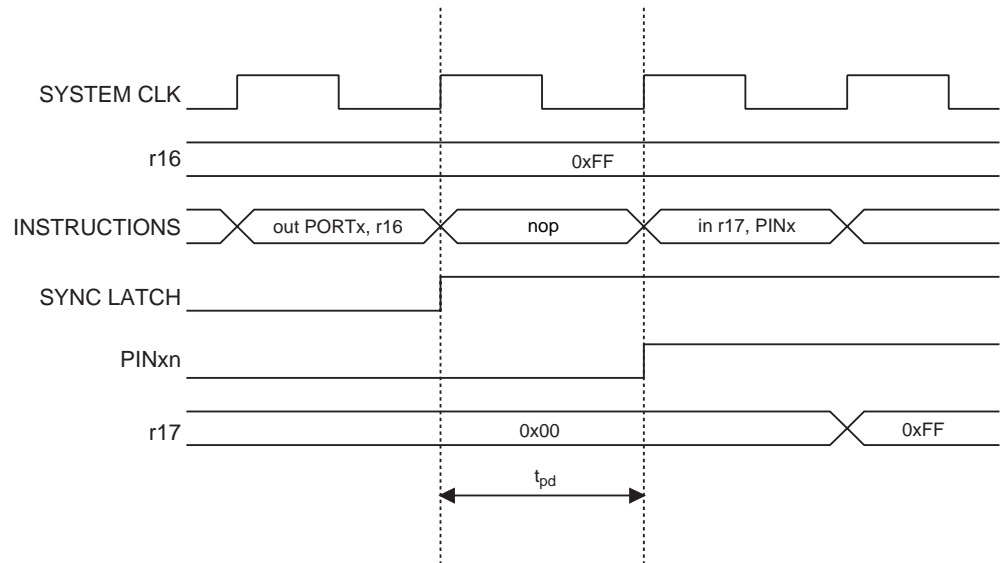 SYSTEM CLK
r16 0xFF
INSTRUCTIONS out PORTx, r16 nop in r17, PINx
SYNC LATCH
PINxn
r17 0x00 0xFF
tpd